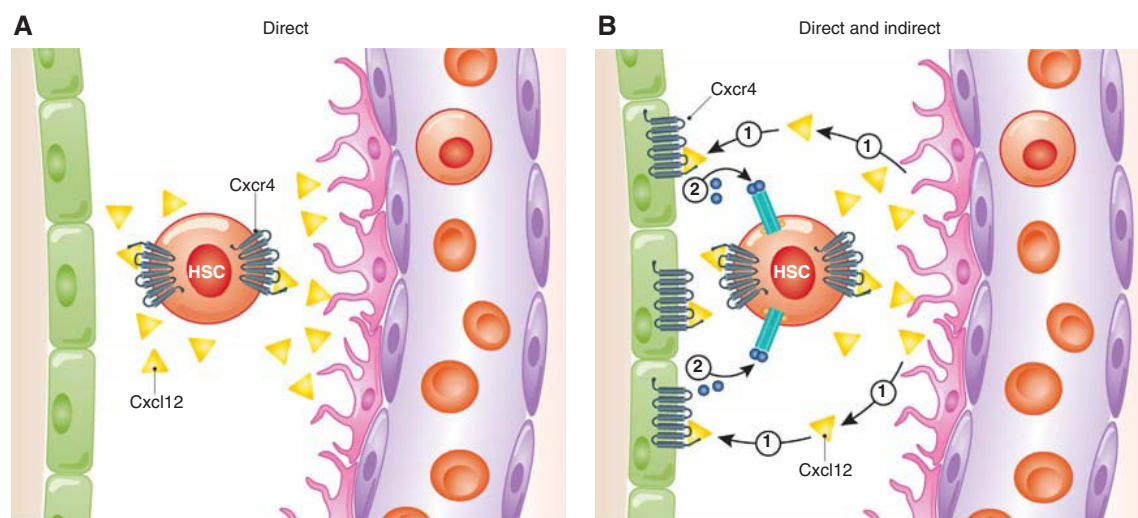 A
Direct
Cxcr4
HSC
Cxcl12
B
Direct and indirect
Cxcr4
1
1
2
HSC
2
1
1
Cxcl12